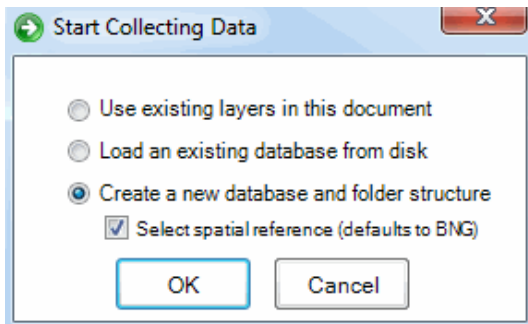 Start Collecting Data
Use existing layers in this document
Load an existing database from disk
Create a new database and folder structure
Select spatial reference (defaults to BNG)
OK Cancel